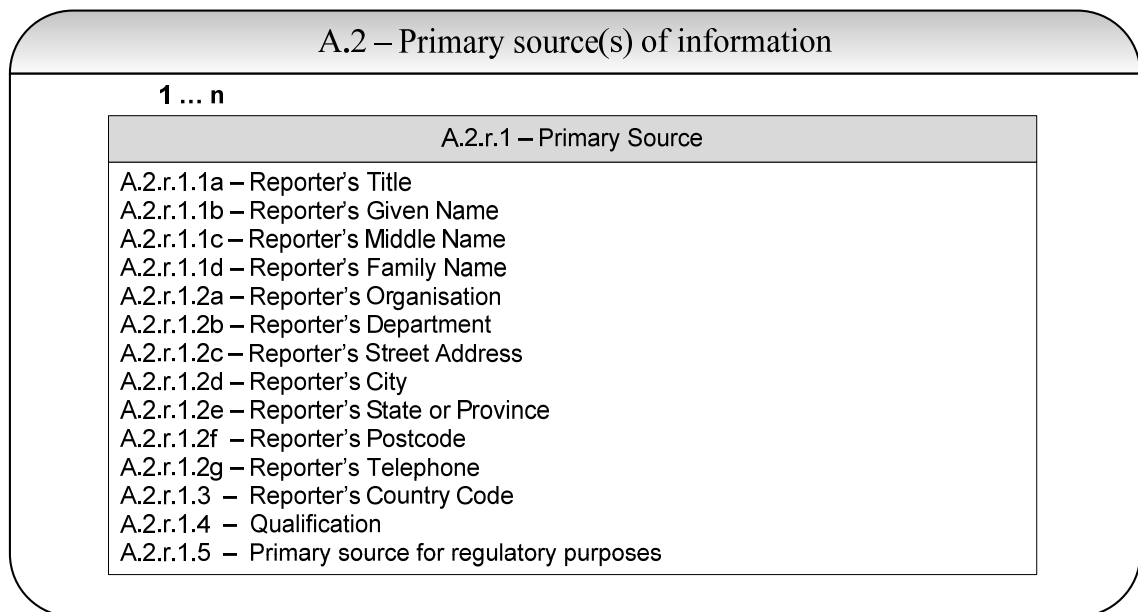 A.2 – Primary source(s) of information
1 ... n
A.2.r.1 – Primary Source
A.2.r.1.1a – Reporter's Title
A.2.r.1.1b – Reporter's Given Name
A.2.r.1.1c – Reporter's Middle Name
A.2.r.1.1d – Reporter's Family Name
A.2.r.1.2a – Reporter's Organisation
A.2.r.1.2b – Reporter's Department
A.2.r.1.2c – Reporter's Street Address
A.2.r.1.2d – Reporter's City
A.2.r.1.2e – Reporter's State or Province
A.2.r.1.2f – Reporter's Postcode
A.2.r.1.2g – Reporter's Telephone
A.2.r.1.3 – Reporter's Country Code
A.2.r.1.4 – Qualification
A.2.r.1.5 – Primary source for regulatory purposes